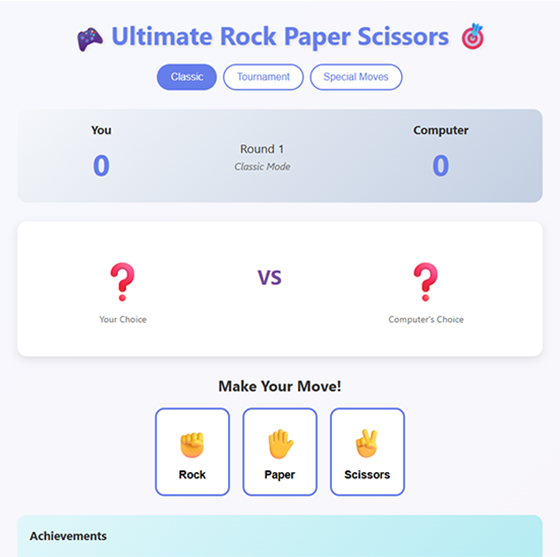 Ultimate Rock Paper Scissors
Classic
Tournament
Special Moves
You
0
Round 1
Classic Mode
Computer
0
Your Choice
VS
Computer's Choice
Make Your Move!
Rock
Paper
Scissors
Achievements